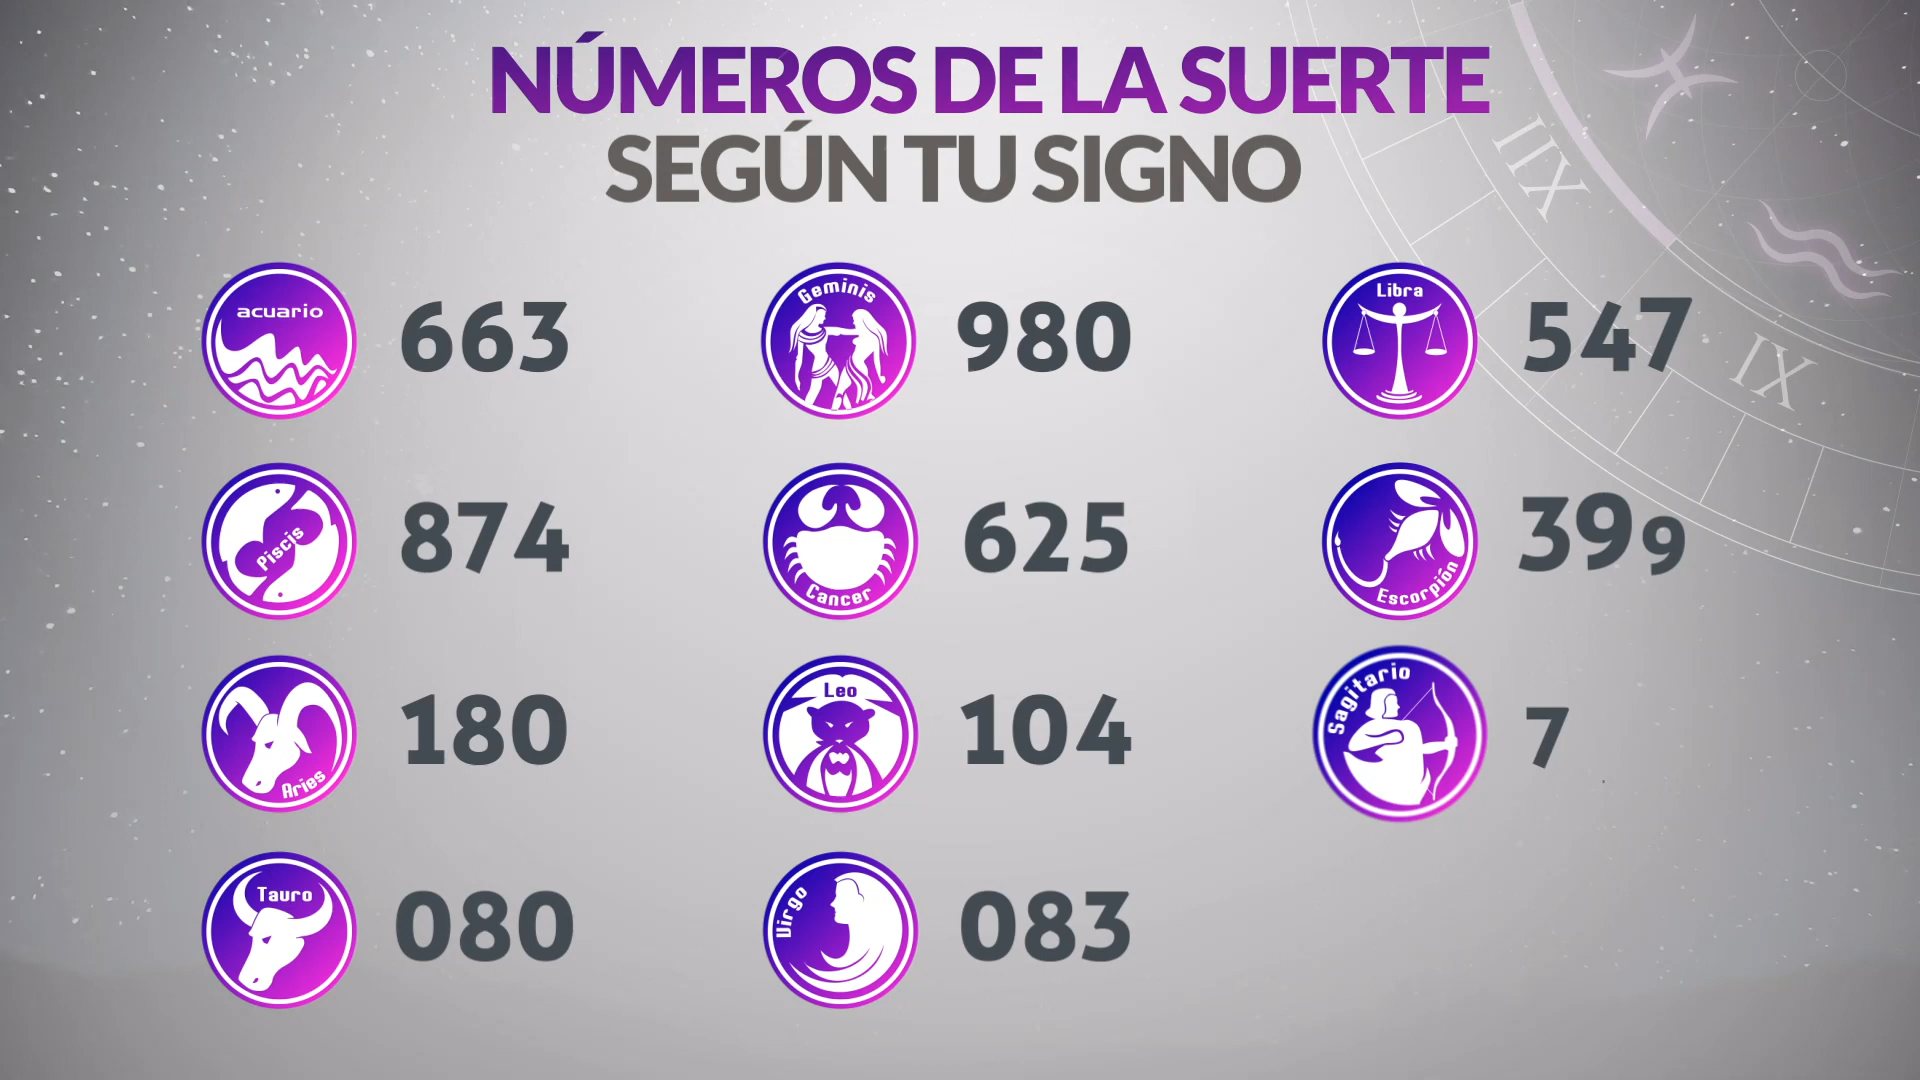 NÚMEROS DE LA SUERTE
SEGÚN TU SIGNO
acuario 663
Geminis 980
Libra 547
Piscis 874
Cancer 625
Escorpión 399
Aries 180
Leo 104
Sagitario 7
Tauro 080
Virgo 083
IIX
IX